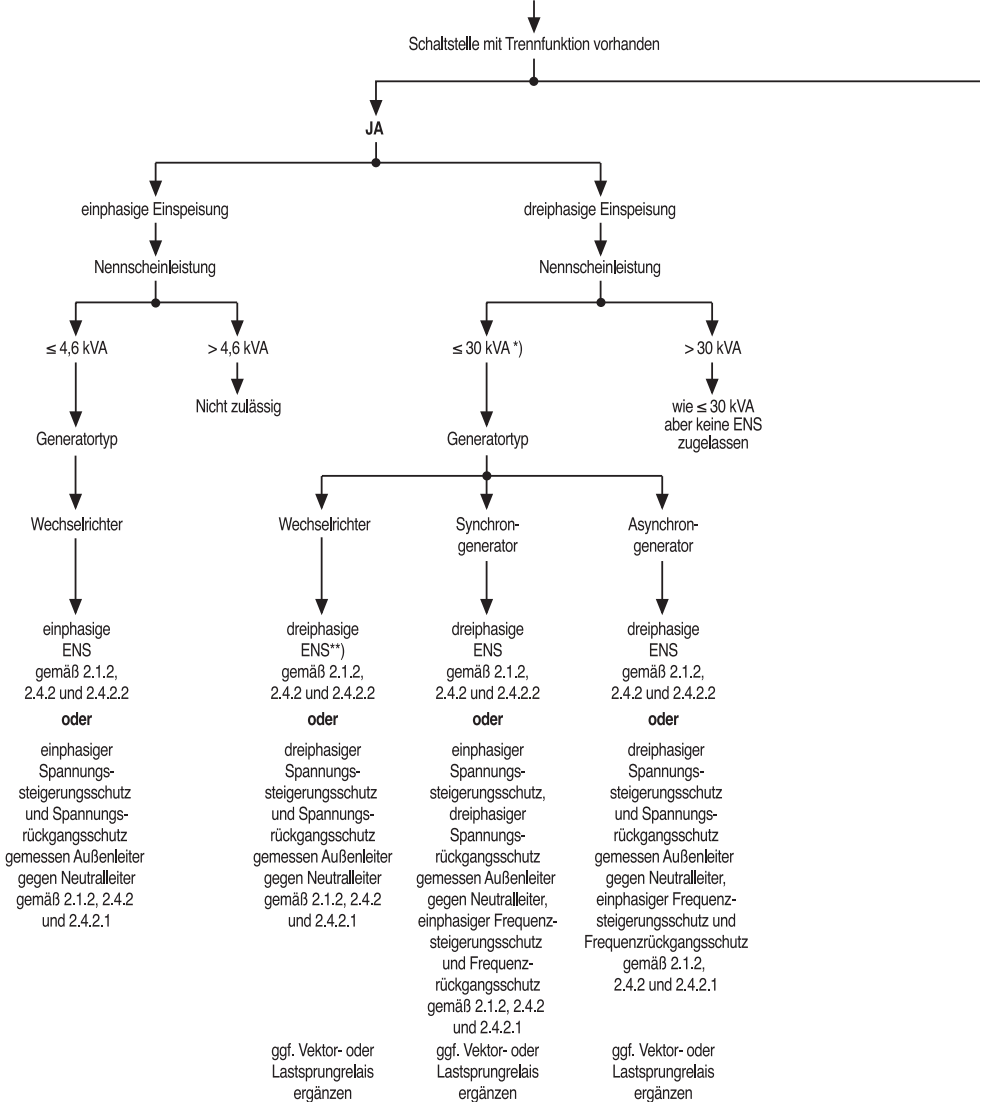 Schaltstelle mit Trennfunktion vorhanden
JA
einphasige Einspeisung
Nennscheinleistung
≤ 4,6 kVA
> 4,6 kVA
Nicht zulässig
Generatortyp
Wechselrichter
einphasige
ENS
gemäß 2.1.2,
2.4.2 und 2.4.2.2
oder
einphasiger
Spannungs-
steigerungsschutz
und Spannungs-
rückgangsschutz
gemessen Außenleiter
gegen Neutralleiter
gemäß 2.1.2, 2.4.2
und 2.4.2.1
dreiphasige Einspeisung
Nennscheinleistung
≤ 30 kVA *)
> 30 kVA
wie ≤ 30 kVA
aber keine ENS
zugelassen
Generatortyp
Wechselrichter
dreiphasige
ENS**)
gemäß 2.1.2,
2.4.2 und 2.4.2.2
oder
dreiphasiger
Spannungs-
steigerungsschutz
und Spannungs-
rückgangsschutz
gemessen Außenleiter
gegen Neutralleiter
gemäß 2.1.2, 2.4.2
und 2.4.2.1
ggf. Vektor- oder
Lastsprungrelais
ergänzen
Synchron-
generator
dreiphasige
ENS
gemäß 2.1.2,
2.4.2 und 2.4.2.2
oder
einphasiger
Spannungs-
steigerungsschutz,
dreiphasiger
Spannungs-
rückgangsschutz
gemessen Außenleiter
gegen Neutralleiter,
einphasiger Frequenz-
steigerungsschutz
und Frequenz-
rückgangsschutz
gemäß 2.1.2, 2.4.2
und 2.4.2.1
ggf. Vektor- oder
Lastsprungrelais
ergänzen
Asynchron-
generator
dreiphasige
ENS
gemäß 2.1.2,
2.4.2 und 2.4.2.2
oder
dreiphasiger
Spannungs-
steigerungsschutz
und Spannungs-
rückgangsschutz
gemessen Außenleiter
gegen Neutralleiter,
einphasiger Frequenz-
steigerungsschutz und
Frequenzrückgangsschutz
gemäß 2.1.2,
2.4.2 und 2.4.2.1
ggf. Vektor- oder
Lastsprungrelais
ergänzen